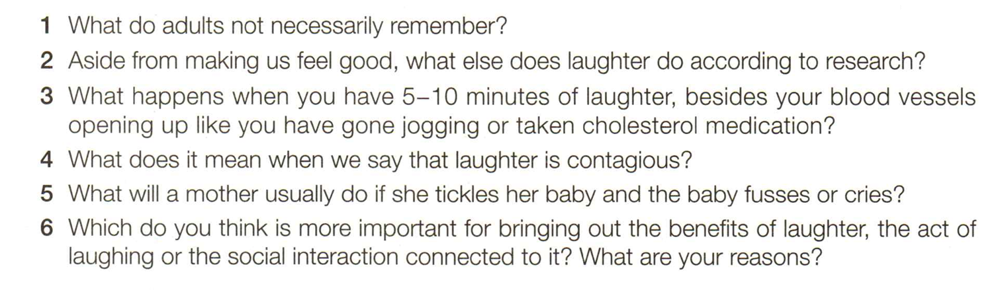 1 What do adults not necessarily remember?
2 Aside from making us feel good, what else does laughter do according to research?
3 What happens when you have 5–10 minutes of laughter, besides your blood vessels
opening up like you have gone jogging or taken cholesterol medication?
4 What does it mean when we say that laughter is contagious?
5 What will a mother usually do if she tickles her baby and the baby fusses or cries?
6 Which do you think is more important for bringing out the benefits of laughter, the act of
laughing or the social interaction connected to it? What are your reasons?